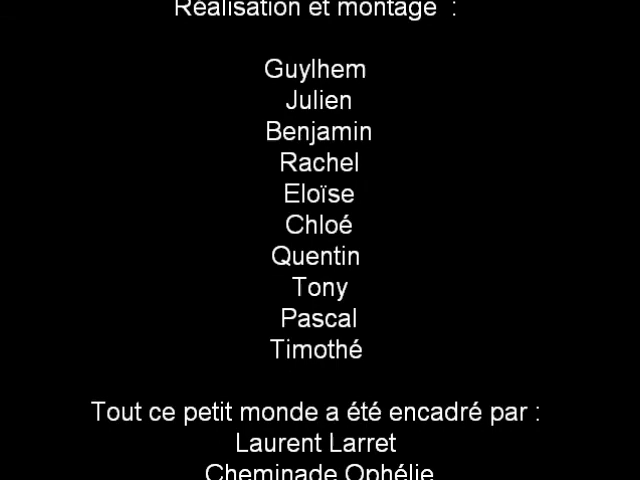 Réalisation et montage :
Guylhem
Julien
Benjamin
Rachel
Eloïse
Chloé
Quentin
Tony
Pascal
Timothé
Tout ce petit monde a été encadré par :
Laurent Larret
Cheminade Ophélie